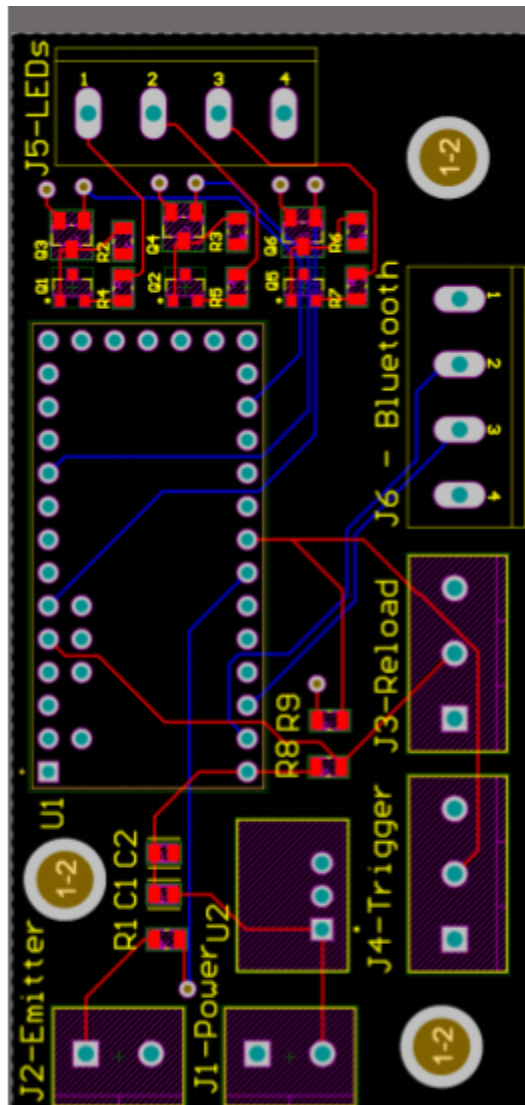 J5-LEDs
1
2
3
4
1-2
Q3
R2
Q4
R3
Q6
R6
Q1
R4
Q2
R5
Q5
R7
J6 - Bluetooth
1
2
3
4
J3-Reload
R9
R8
U1
1-2
C2
C1
R1
U2
J4-Trigger
J2-Emitter
J1-Power
1-2